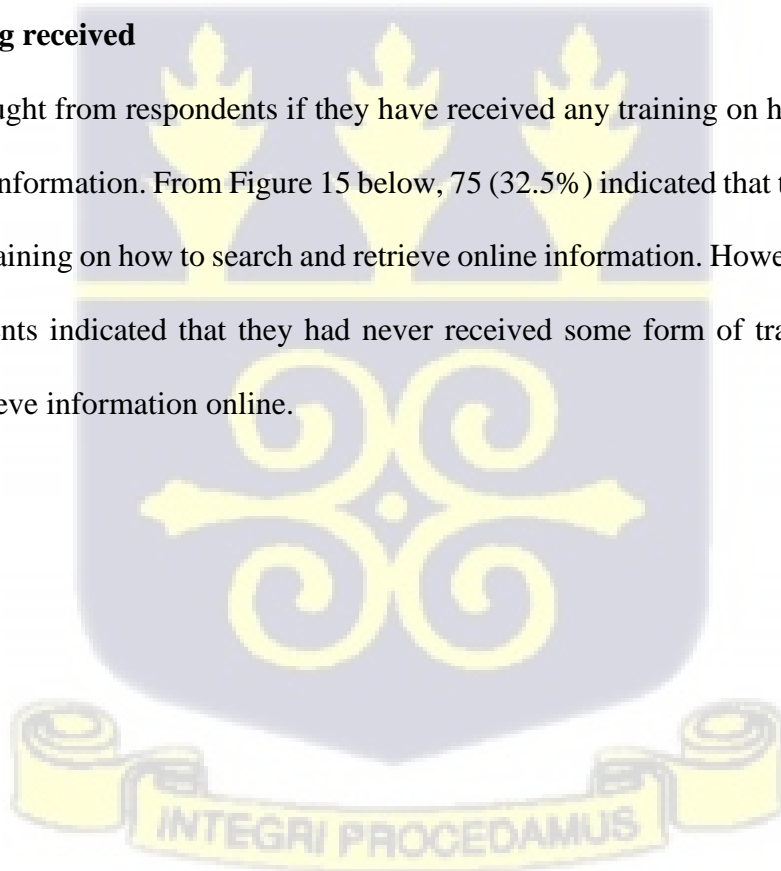 g received
ught from respondents if they have received any training on h
nformation. From Figure 15 below, 75 (32.5%) indicated that t
aining on how to search and retrieve online information. Howe
nts indicated that they had never received some form of tra
eve information online.
INTEGRI PROCEDAMUS